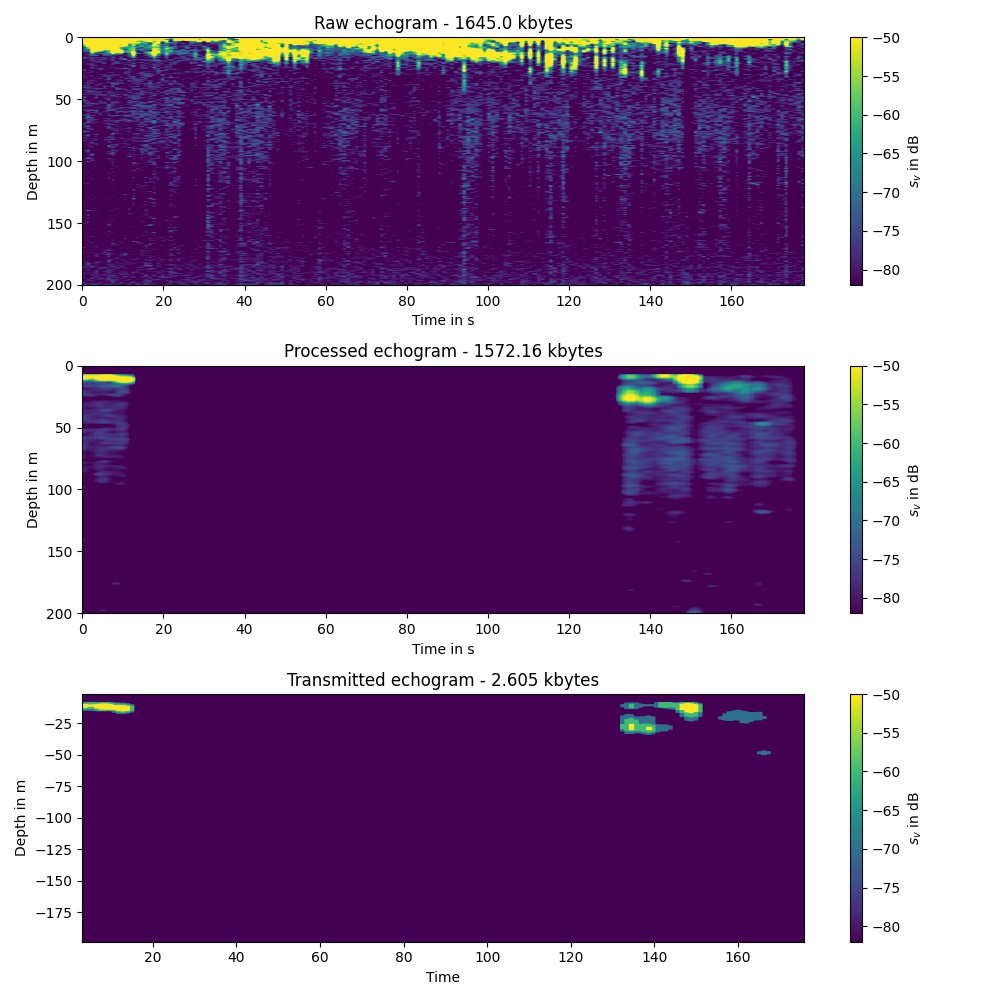 Raw echogram - 1645.0 kbytes
0
50
100
150
200
Depth in m
0 20 40 60 80 100 120 140 160
Time in s
−50
−55
−60
−65
−70
−75
−80
sv in dB
Processed echogram - 1572.16 kbytes
0
50
100
150
200
Depth in m
0 20 40 60 80 100 120 140 160
Time in s
−50
−55
−60
−65
−70
−75
−80
sv in dB
Transmitted echogram - 2.605 kbytes
−25
−50
−75
−100
−125
−150
−175
Depth in m
20 40 60 80 100 120 140 160
Time
−50
−55
−60
−65
−70
−75
−80
sv in dB